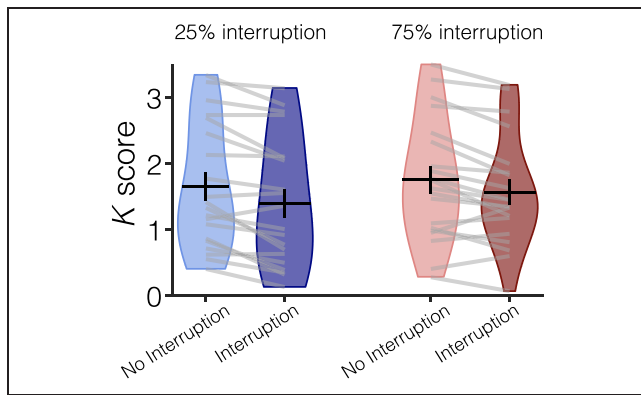 25% interruption
75% interruption
K score
3
2
1
0
No Interruption
Interruption
No Interruption
Interruption